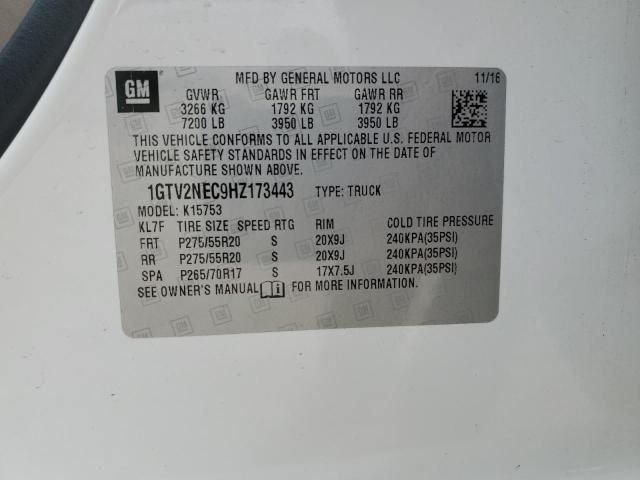 GM
MFD BY GENERAL MOTORS LLC 11/16
GVWR GAWR FRT GAWR RR
3266 KG 1792 KG 1792 KG
7200 LB 3950 LB 3950 LB
THIS VEHICLE CONFORMS TO ALL APPLICABLE U.S. FEDERAL MOTOR
VEHICLE SAFETY STANDARDS IN EFFECT ON THE DATE OF
MANUFACTURE SHOWN ABOVE.
1GTV2NEC9HZ173443 TYPE: TRUCK
MODEL: K15753
KL7F TIRE SIZE SPEED RTG RIM COLD TIRE PRESSURE
FRT P275/55R20 S 20X9J 240KPA(35PSI)
RR P275/55R20 S 20X9J 240KPA(35PSI)
SPA P265/70R17 S 17X7.5J 240KPA(35PSI)
SEE OWNER'S MANUAL FOR MORE INFORMATION.